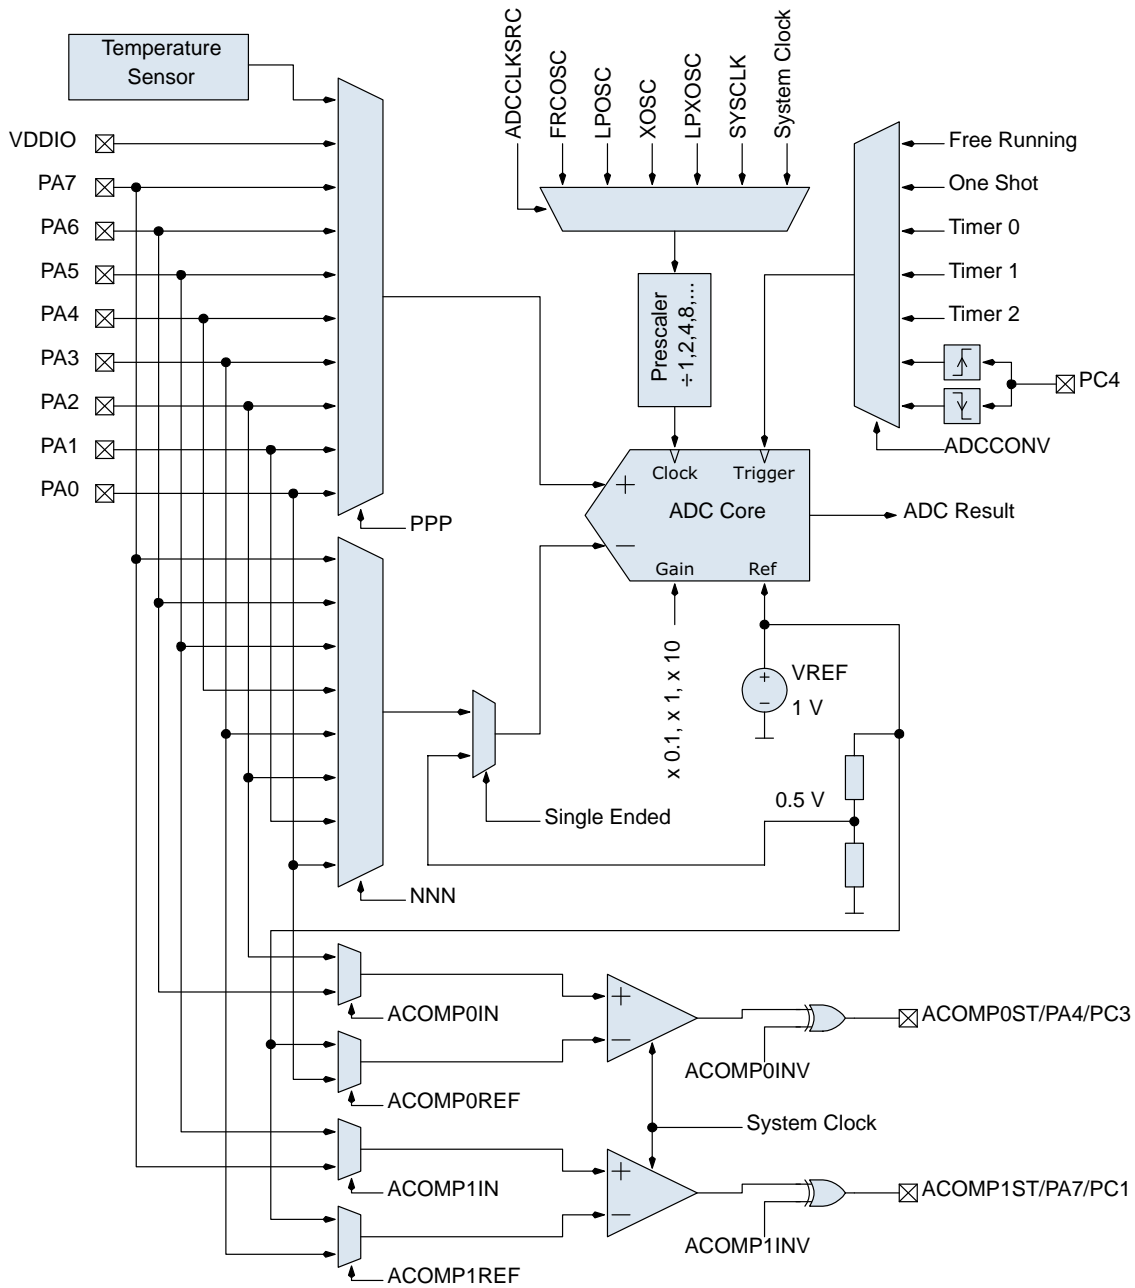 Temperature
Sensor
VDDIO
PA7
PA6
PA5
PA4
PA3
PA2
PA1
PA0
PPP
NNN
ADCCLKSRC
FRCOSC
LPOSC
XOSC
LPXOSC
SYSCLK
System Clock
Prescaler
÷1,2,4,8,...
Free Running
One Shot
Timer 0
Timer 1
Timer 2
PC4
ADCCONV
Clock
Trigger
+
ADC Core
−
Gain
Ref
ADC Result
x 0.1, x 1, x 10
+
−
VREF
1 V
0.5 V
Single Ended
ACOMP0IN
ACOMP0REF
+
−
ACOMP0INV
ACOMP0ST/PA4/PC3
System Clock
ACOMP1IN
ACOMP1REF
+
−
ACOMP1INV
ACOMP1ST/PA7/PC1